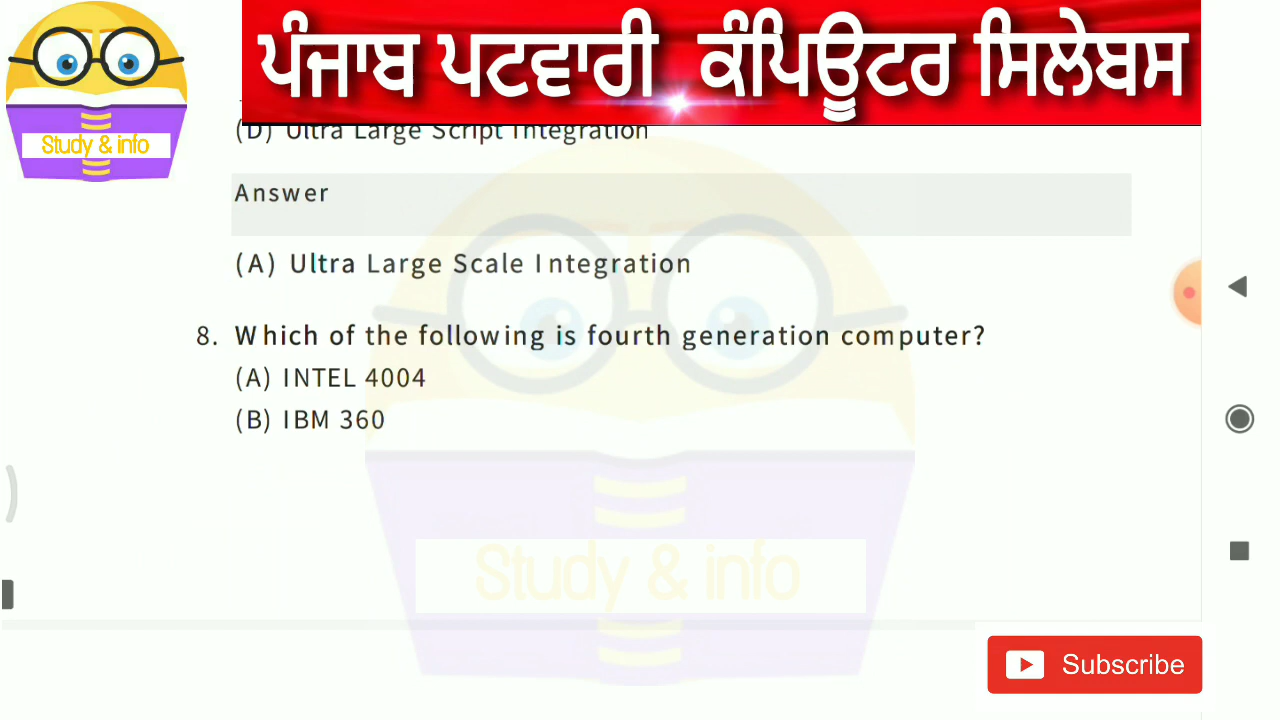 ਪੰਜਾਬ ਪਟਵਾਰੀ ਕੰਪਿਊਟਰ ਸਿਲੇਬਸ
Study & info
(D) Ultra Large Script Integration
Answer
(A) Ultra Large Scale Integration
8. Which of the following is fourth generation computer?
(A) INTEL 4004
(B) IBM 360
Study & info
Subscribe